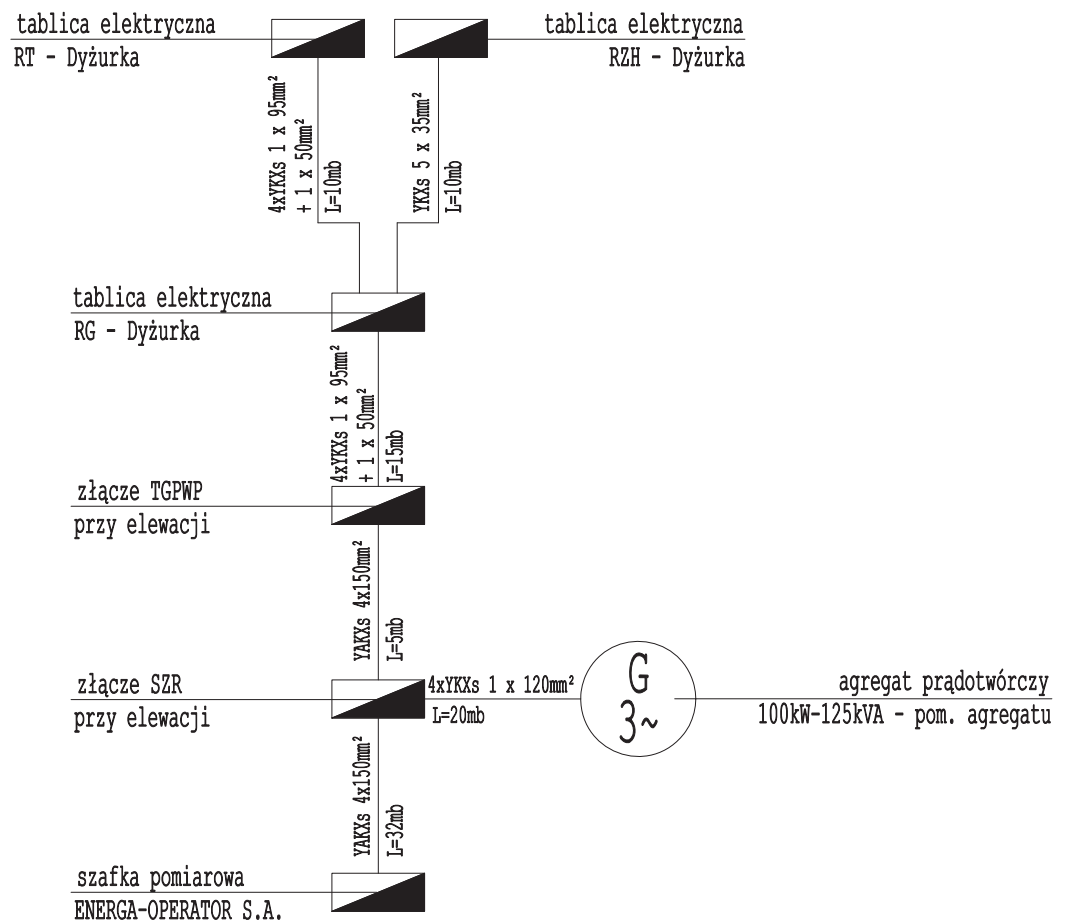 tablica elektryczna
RT - Dyżurka
tablica elektryczna
RZH - Dyżurka
4xYKXs 1 x 95mm²
+ 1 x 50mm²
L=10mb
YKXs 5 x 35mm²
L=10mb
tablica elektryczna
RG - Dyżurka
4xYKXs 1 x 95mm²
+ 1 x 50mm²
L=15mb
złącze TGPWP
przy elewacji
YAKXs 4x150mm²
L=5mb
złącze SZR
przy elewacji
4xYKXs 1 x 120mm²
L=20mb
G
3~
agregat prądotwórczy
100kW-125kVA - pom. agregatu
YAKXs 4x150mm²
L=32mb
szafka pomiarowa
ENERGA-OPERATOR S.A.